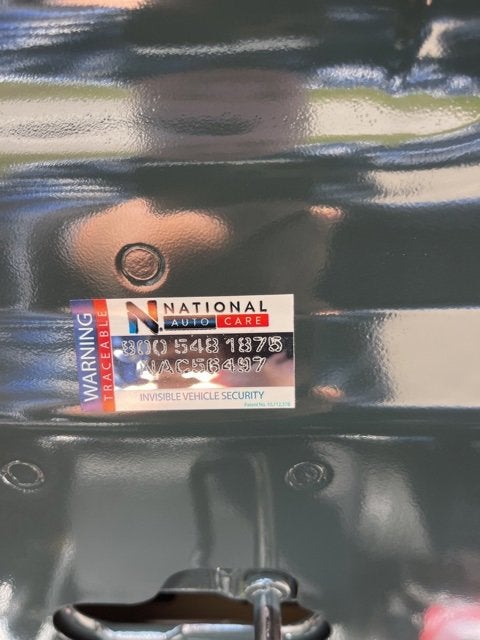 WARNING
TRACEABLE
N. NATIONAL
AUTO CARE
800 548 1875
NAC56497
INVISIBLE VEHICLE SECURITY